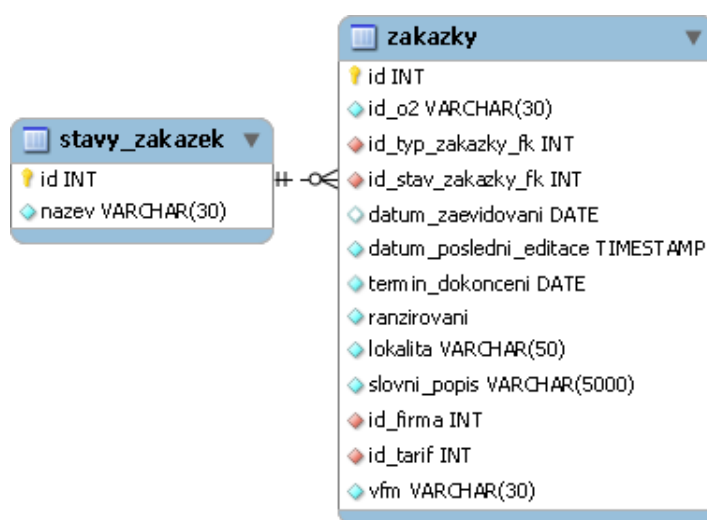 stavy_zakazek
id INT
nazev VARCHAR(30)
zakazky
id INT
id_o2 VARCHAR(30)
id_typ_zakazky_fk INT
id_stav_zakazky_fk INT
datum_zaevidovani DATE
datum_posledni_editace TIMESTAMP
termin_dokonceni DATE
ranzirovani
lokalita VARCHAR(50)
slovni_popis VARCHAR(5000)
id_firma INT
id_tarif INT
vfm VARCHAR(30)